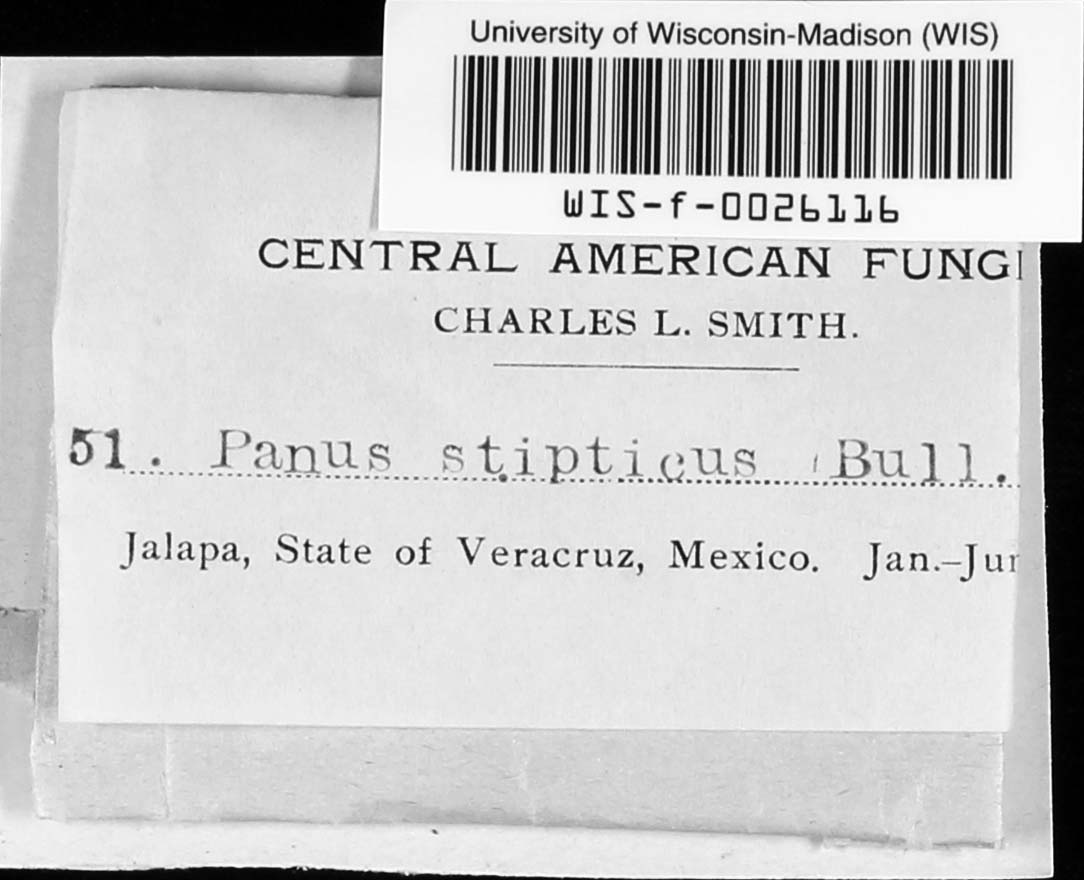 University of Wisconsin-Madison (WIS)
WIS-f-0026116
CENTRAL AMERICAN FUNGI
CHARLES L. SMITH.
51. Panus stipticus Bull.
Jalapa, State of Veracruz, Mexico. Jan.–Jun